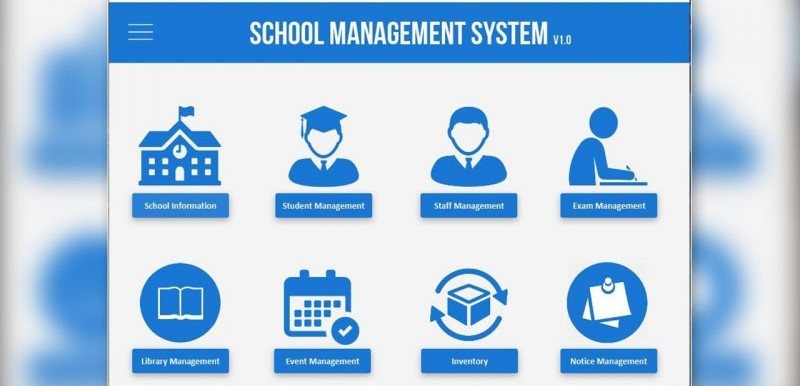 SCHOOL MANAGEMENT SYSTEM V1.0
School Information
Student Management
Staff Management
Exam Management
Library Management
Event Management
Inventory
Notice Management